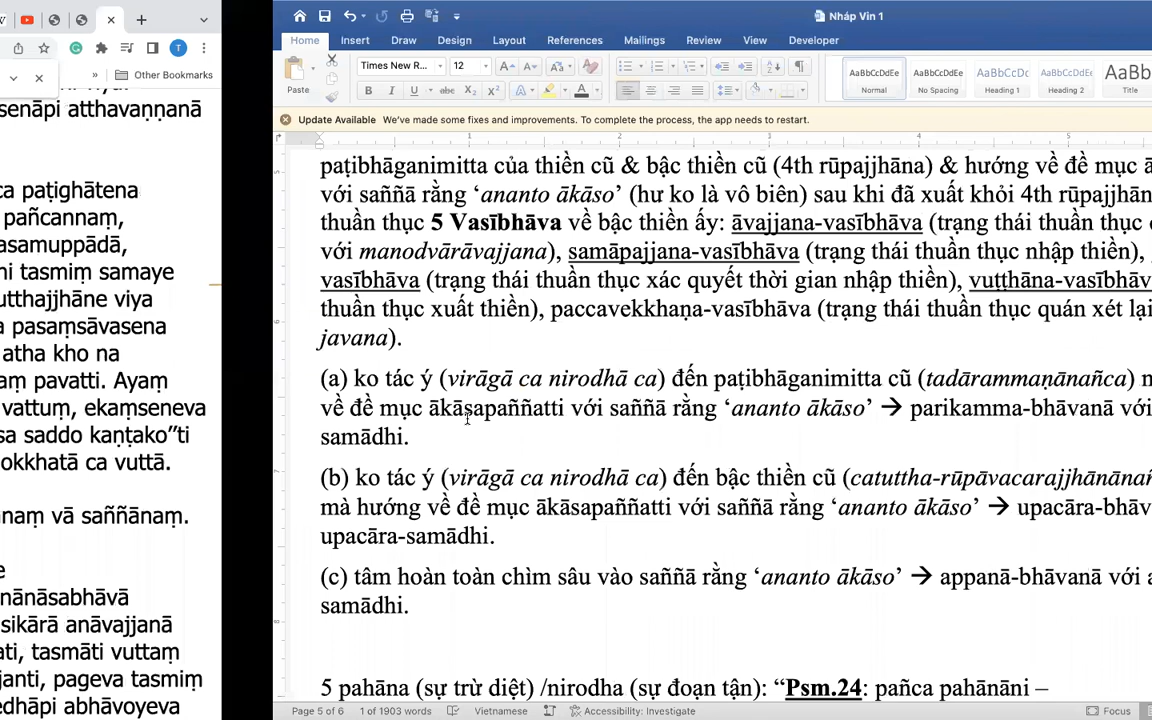 W
T
Other Bookmarks
senāpi atthavaṇṇanā
ca paṭighātena
pañcannaṃ,
asamuppādā,
ni tasmiṃ samaye
utthajjhāne viya
a pasaṃsāvasena
atha kho na
aṃ pavatti. Ayaṃ
vattuṃ, ekaṃseneva
sa saddo kaṇṭako”ti
okkhatā ca vuttā.
naṃ vā saññānaṃ.
e
nānāsabhāvā
sikārā anāvajjanā
ati, tasmāti vuttaṃ
janti, pageva tasmiṃ
edhāpi abhāvoyeva
Nháp Vin 1
Home Insert Draw Design Layout References Mailings Review View Developer
Paste
Times New R... 12
AaBbCcDdEe AaBbCcDdEe AaBbCcDc AaBbCcDdEe AaBbC
Normal No Spacing Heading 1 Heading 2 Title
Update Available We’ve made some fixes and improvements. To complete the process, the app needs to restart.
1 2 3 4 5
paṭibhāganimitta của thiền cũ & bậc thiền cũ (4th rūpajjhāna) & hướng về đề mục ā
với saññā rằng ‘ananto ākāso’ (hư ko là vô biên) sau khi đã xuất khỏi 4th rūpajjhān
thuần thục 5 Vasībhāva về bậc thiền ấy: āvajjana-vasībhāva (trạng thái thuần thục c
với manodvārāvajjana), samāpajjana-vasībhāva (trạng thái thuần thục nhập thiền),
vasībhāva (trạng thái thuần thục xác quyết thời gian nhập thiền), vuṭṭhāna-vasībhāv
thuần thục xuất thiền), paccavekkhaṇa-vasībhāva (trạng thái thuần thục quán xét lại
javana).
(a) ko tác ý (virāgā ca nirodhā ca) đến paṭibhāganimitta cũ (tadārammaṇānañca) m
về đề mục ākāsapaññatti với saññā rằng ‘ananto ākāso’ → parikamma-bhāvanā với
samādhi.
(b) ko tác ý (virāgā ca nirodhā ca) đến bậc thiền cũ (catuttha-rūpāvacarajjhānānañ
mà hướng về đề mục ākāsapaññatti với saññā rằng ‘ananto ākāso’ → upacāra-bhāv
upacāra-samādhi.
(c) tâm hoàn toàn chìm sâu vào saññā rằng ‘ananto ākāso’ → appanā-bhāvanā với a
samādhi.
5 pahāna (sự trừ diệt) /nirodha (sự đoạn tận): “Psm.24: pañca pahānāni –
Page 5 of 6 1 of 1903 words Vietnamese Accessibility: Investigate Focus